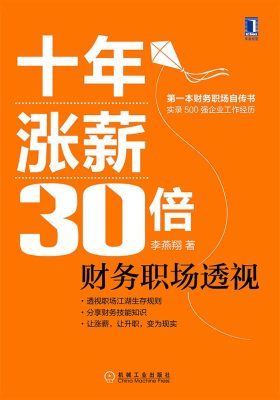 十年
涨薪
30倍
第一本财务职场自传书
实录500强企业工作经历
李燕翔 著
财务职场透视
·透视职场江湖生存规则
·分享财务技能知识
·让涨薪，让升职，变为现实
机械工业出版社
China Machine Press